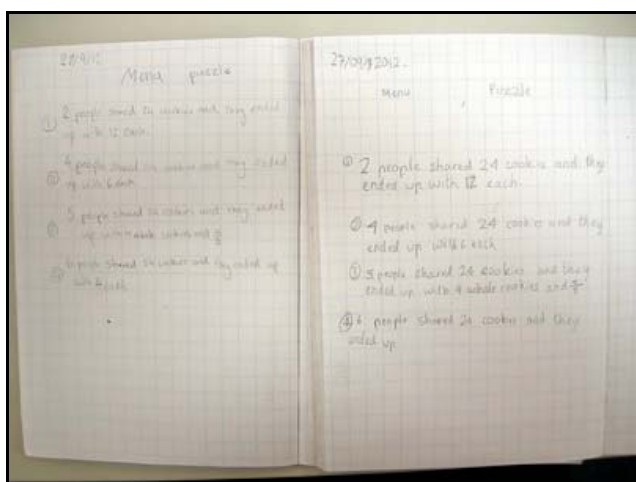 Menu puzzle
① 2 people shared 24 cookies and they ended
up with 12 each.
② 4 people shared 24 cookies and they ended
up with 6 each
③ 5 people shared 24 cookies and they ended
up with 4 whole cookies and
④ 6 people shared 24 cookies and they ended up
with 4 each
27/09/2012.
Menu Puzzle
① 2 people shared 24 cookies and they
ended up with 12 each.
② 4 people shared 24 cookies and they
ended up with 6 each
③ 5 people shared 24 cookies and they
ended up with 4 whole cookies and
④ 6 people shared 24 cookies and they
ended up